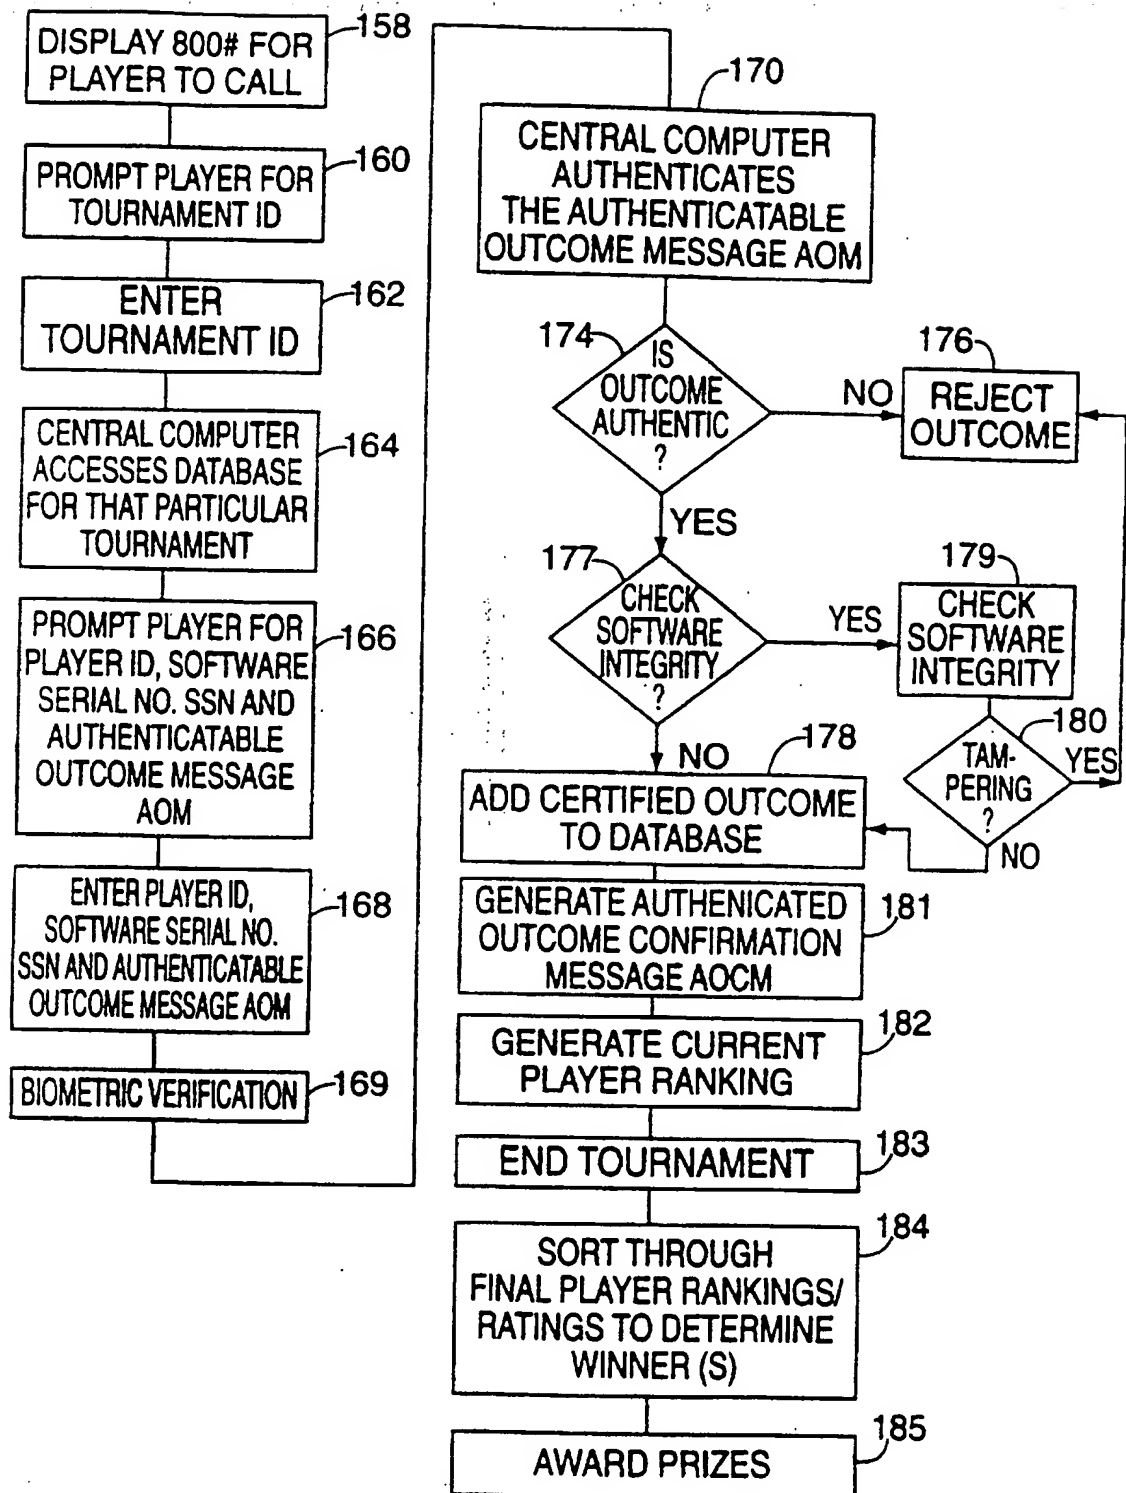 DISPLAY 800# FOR
PLAYER TO CALL
158
PROMPT PLAYER FOR
TOURNAMENT ID
160
ENTER
TOURNAMENT ID
162
CENTRAL COMPUTER
ACCESSES DATABASE
FOR THAT PARTICULAR
TOURNAMENT
164
PROMPT PLAYER FOR
PLAYER ID, SOFTWARE
SERIAL NO. SSN AND
AUTHENTICATABLE
OUTCOME MESSAGE
AOM
166
ENTER PLAYER ID,
SOFTWARE SERIAL NO.
SSN AND AUTHENTICATABLE
OUTCOME MESSAGE AOM
168
BIOMETRIC VERIFICATION
169
170
CENTRAL COMPUTER
AUTHENTICATES
THE AUTHENTICATABLE
OUTCOME MESSAGE AOM
174
IS
OUTCOME
AUTHENTIC
?
NO
176
REJECT
OUTCOME
YES
177
CHECK
SOFTWARE
INTEGRITY
?
YES
179
CHECK
SOFTWARE
INTEGRITY
180
TAM-
PERING
?
YES
NO
NO
178
ADD CERTIFIED OUTCOME
TO DATABASE
GENERATE AUTHENICATED
OUTCOME CONFIRMATION
MESSAGE AOCM
181
GENERATE CURRENT
PLAYER RANKING
182
END TOURNAMENT
183
SORT THROUGH
FINAL PLAYER RANKINGS/
RATINGS TO DETERMINE
WINNER (S)
184
AWARD PRIZES
185